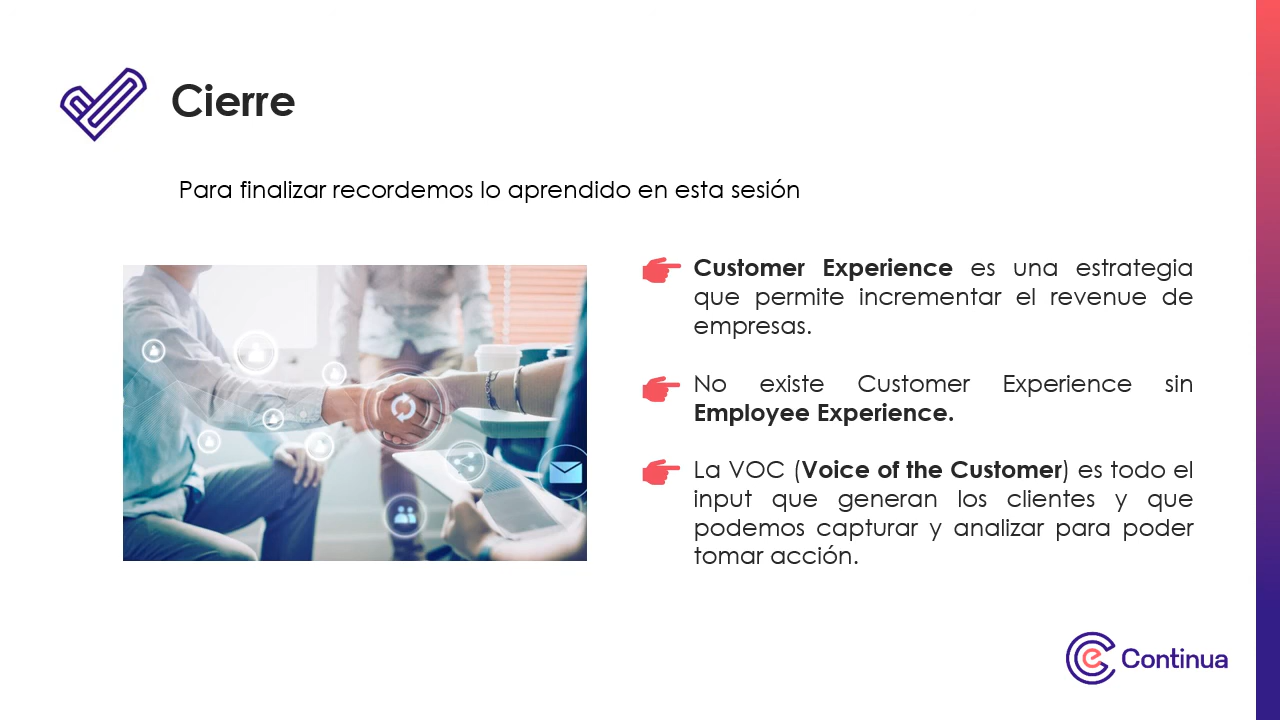 Cierre
Para finalizar recordemos lo aprendido en esta sesión
Customer Experience es una estrategia
que permite incrementar el revenue de
empresas.
No existe Customer Experience sin
Employee Experience.
La VOC (Voice of the Customer) es todo el
input que generan los clientes y que
podemos capturar y analizar para poder
tomar acción.
e Continua